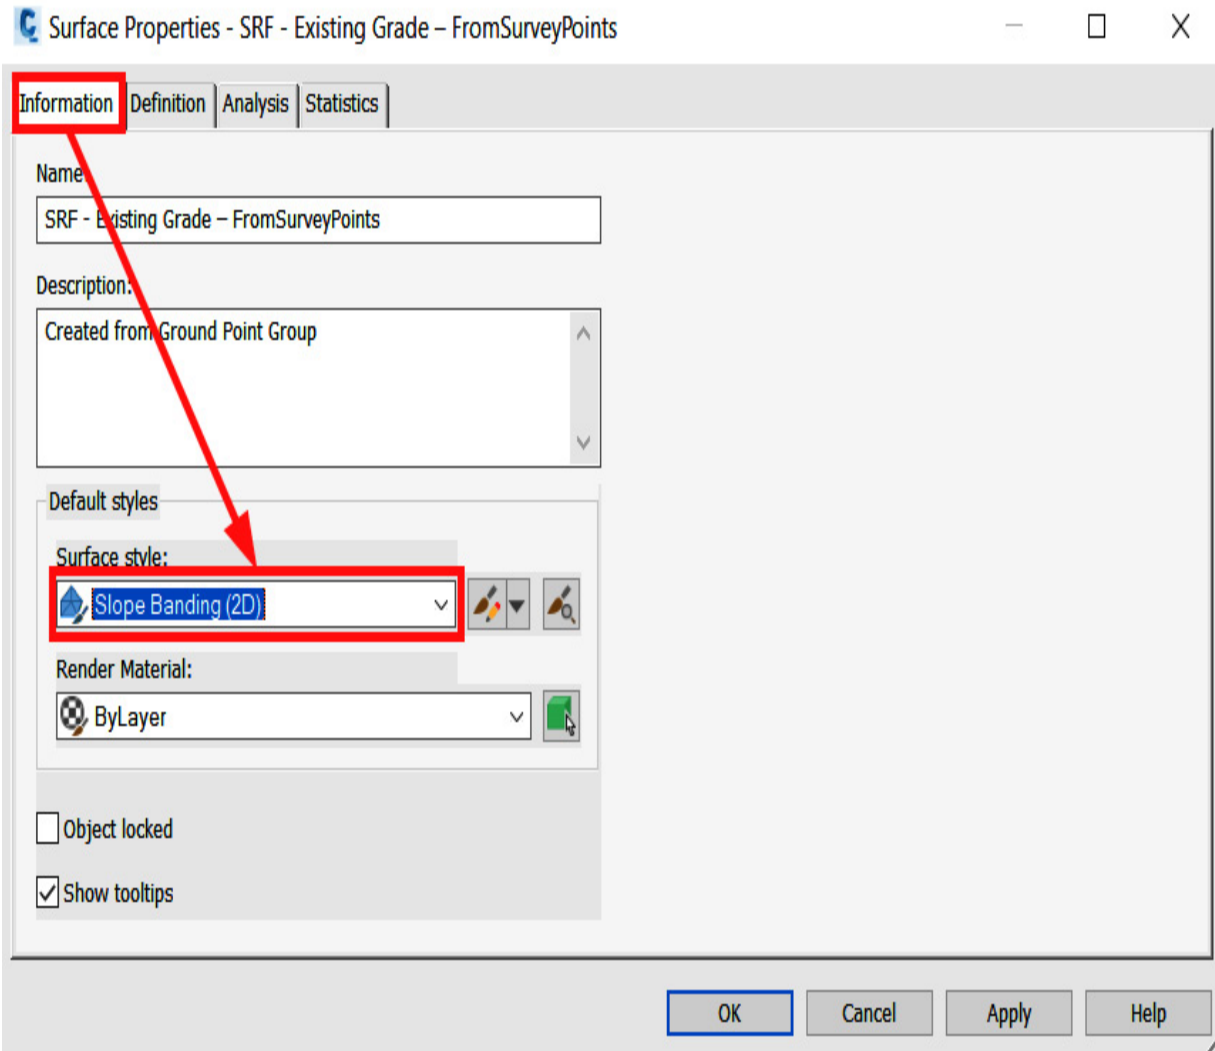 Surface Properties - SRF - Existing Grade – FromSurveyPoints
Information Definition Analysis Statistics
Name:
SRF - Existing Grade – FromSurveyPoints
Description:
Created from Ground Point Group
Default styles
Surface style:
Slope Banding (2D)
Render Material:
ByLayer
Object locked
Show tooltips
OK Cancel Apply Help